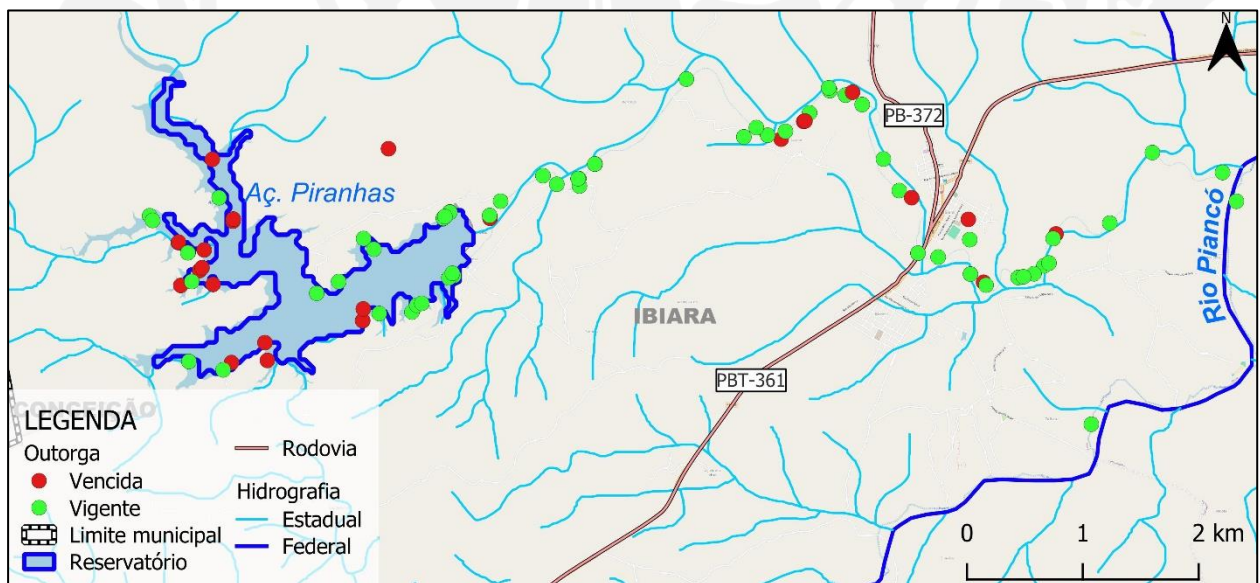 N
PB-372
Aç. Piranhas
Rio Piancó
IBIARA
PBT-361
CONCEIÇÃO
LEGENDA
Outorga
Vencida
Vigente
Limite municipal
Reservatório
Rodovia
Hidrografia
Estadual
Federal
0 1 2 km